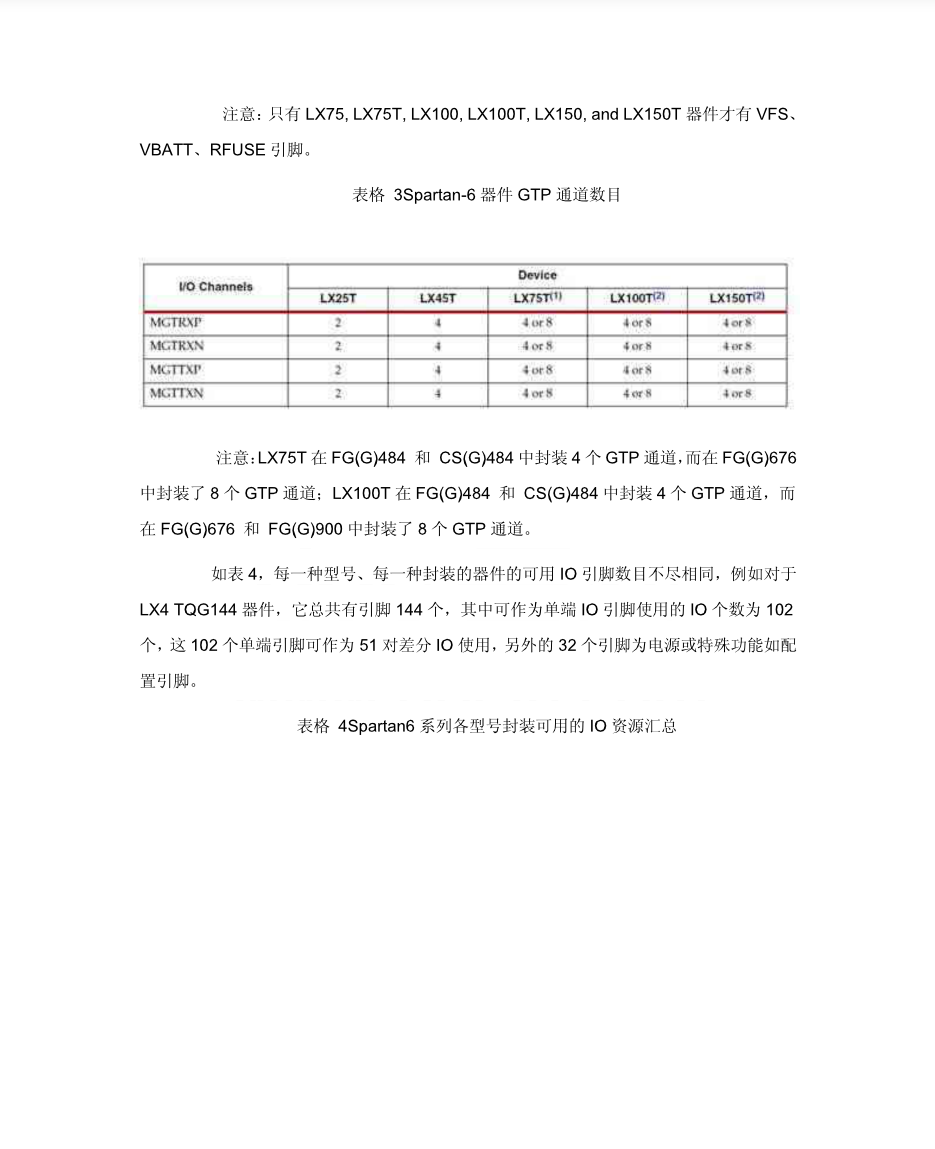 注意：只有 LX75, LX75T, LX100, LX100T, LX150, and LX150T 器件才有 VFS、
VBATT、RFUSE 引脚。
表格 3Spartan-6 器件 GTP 通道数目
I/O Channels Device
LX25T LX45T LX75T(1) LX100T(2) LX150T(2)
MGTRXP 2 4 4 or 8 4 or 8 4 or 8
MGTRXN 2 4 4 or 8 4 or 8 4 or 8
MGTTXP 2 4 4 or 8 4 or 8 4 or 8
MGTTXN 2 4 4 or 8 4 or 8 4 or 8
注意：LX75T 在 FG(G)484 和 CS(G)484 中封装 4 个 GTP 通道，而在 FG(G)676
中封装了 8 个 GTP 通道；LX100T 在 FG(G)484 和 CS(G)484 中封装 4 个 GTP 通道，而
在 FG(G)676 和 FG(G)900 中封装了 8 个 GTP 通道。
如表 4，每一种型号、每一种封装的器件的可用 IO 引脚数目不尽相同，例如对于
LX4 TQG144 器件，它总共有引脚 144 个，其中可作为单端 IO 引脚使用的 IO 个数为 102
个，这 102 个单端引脚可作为 51 对差分 IO 使用，另外的 32 个引脚为电源或特殊功能如配
置引脚。
表格 4Spartan6 系列各型号封装可用的 IO 资源汇总